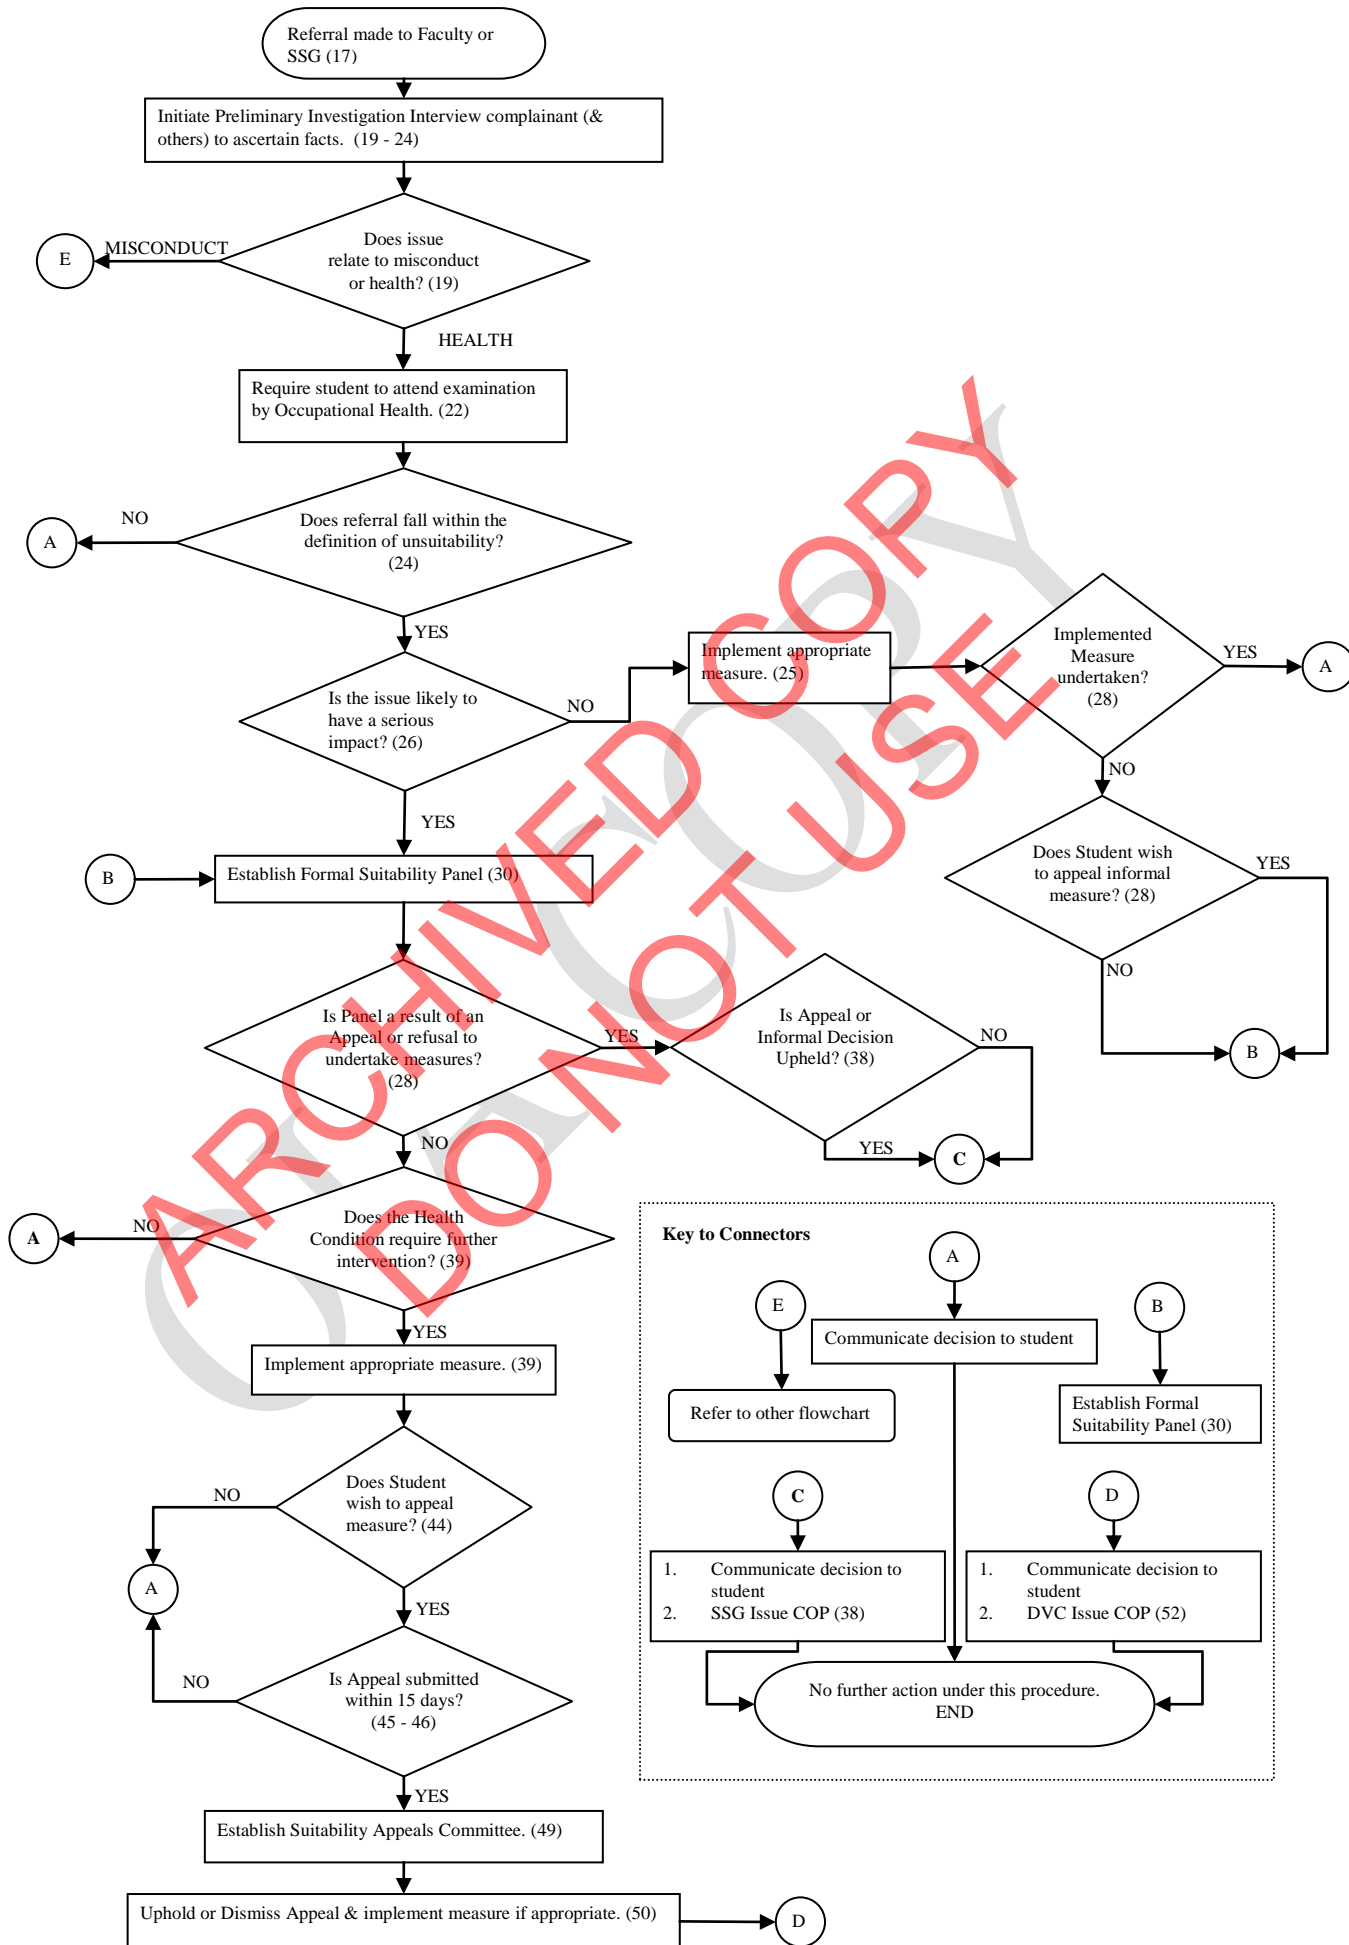 Referral made to Faculty or
SSG (17)
Initiate Preliminary Investigation Interview complainant (&
others) to ascertain facts.  (19 - 24)
Does issue
relate to misconduct
or health? (19)
MISCONDUCT
E
HEALTH
Require student to attend examination
by Occupational Health. (22)
Does referral fall within the
definition of unsuitability?
(24)
NO
A
YES
Is the issue likely to
have a serious
impact? (26)
NO
Implement appropriate
measure. (25)
Implemented
Measure
undertaken?
(28)
YES
A
NO
Does Student wish
to appeal informal
measure? (28)
YES
NO
B
YES
B
Establish Formal Suitability Panel (30)
Is Panel a result of an
Appeal or refusal to
undertake measures?
(28)
YES
Is Appeal or
Informal Decision
Upheld? (38)
NO
YES
C
NO
Does the Health
Condition require further
intervention? (39)
NO
A
YES
Implement appropriate measure. (39)
Does Student
wish to appeal
measure? (44)
NO
A
YES
Is Appeal submitted
within 15 days?
(45 - 46)
NO
YES
Establish Suitability Appeals Committee. (49)
Uphold or Dismiss Appeal & implement measure if appropriate. (50)
D
Key to Connectors
A
Communicate decision to student
E
Refer to other flowchart
B
Establish Formal
Suitability Panel (30)
C
1. Communicate decision to
student
2. SSG Issue COP (38)
D
1. Communicate decision to
student
2. DVC Issue COP (52)
No further action under this procedure.
END
ARCHIVED COPY
DO NOT USE